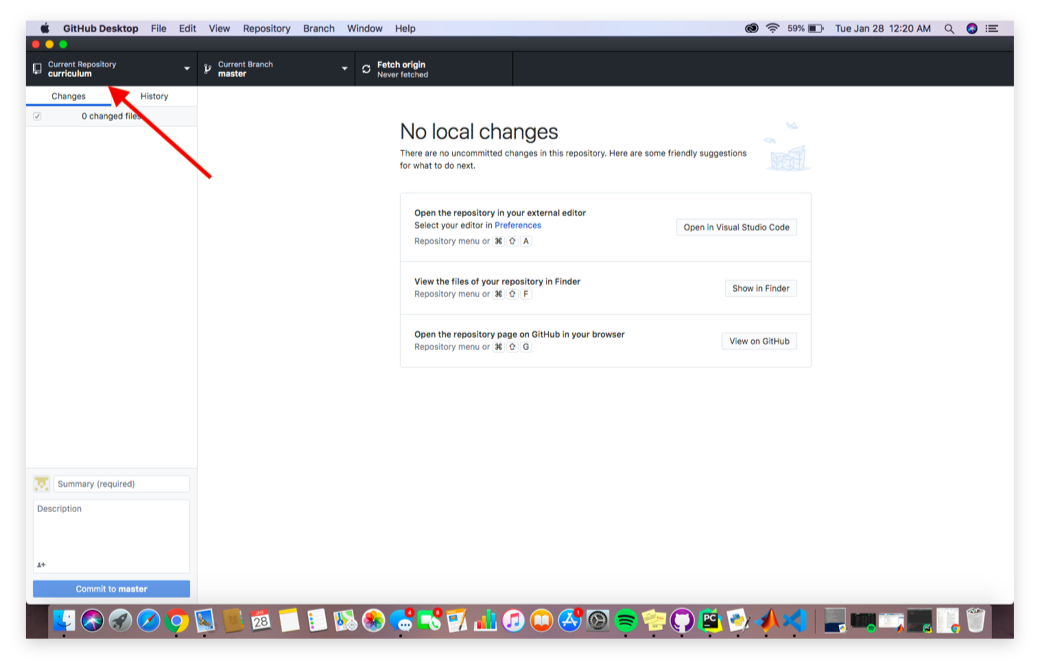 GitHub Desktop File Edit View Repository Branch Window Help 59% Tue Jan 28 12:20 AM
Current Repository
curriculum
Current Branch
master
Fetch origin
Never fetched
Changes History
0 changed files
No local changes
There are no uncommitted changes in this repository. Here are some friendly suggestions
for what to do next.
Open the repository in your external editor
Select your editor in Preferences
Repository menu or ⌘ ⇧ A
Open in Visual Studio Code
View the files of your repository in Finder
Repository menu or ⌘ ⇧ F
Show in Finder
Open the repository page on GitHub in your browser
Repository menu or ⌘ ⇧ G
View on GitHub
Summary (required)
Description
Commit to master
28
4
8
1
PC